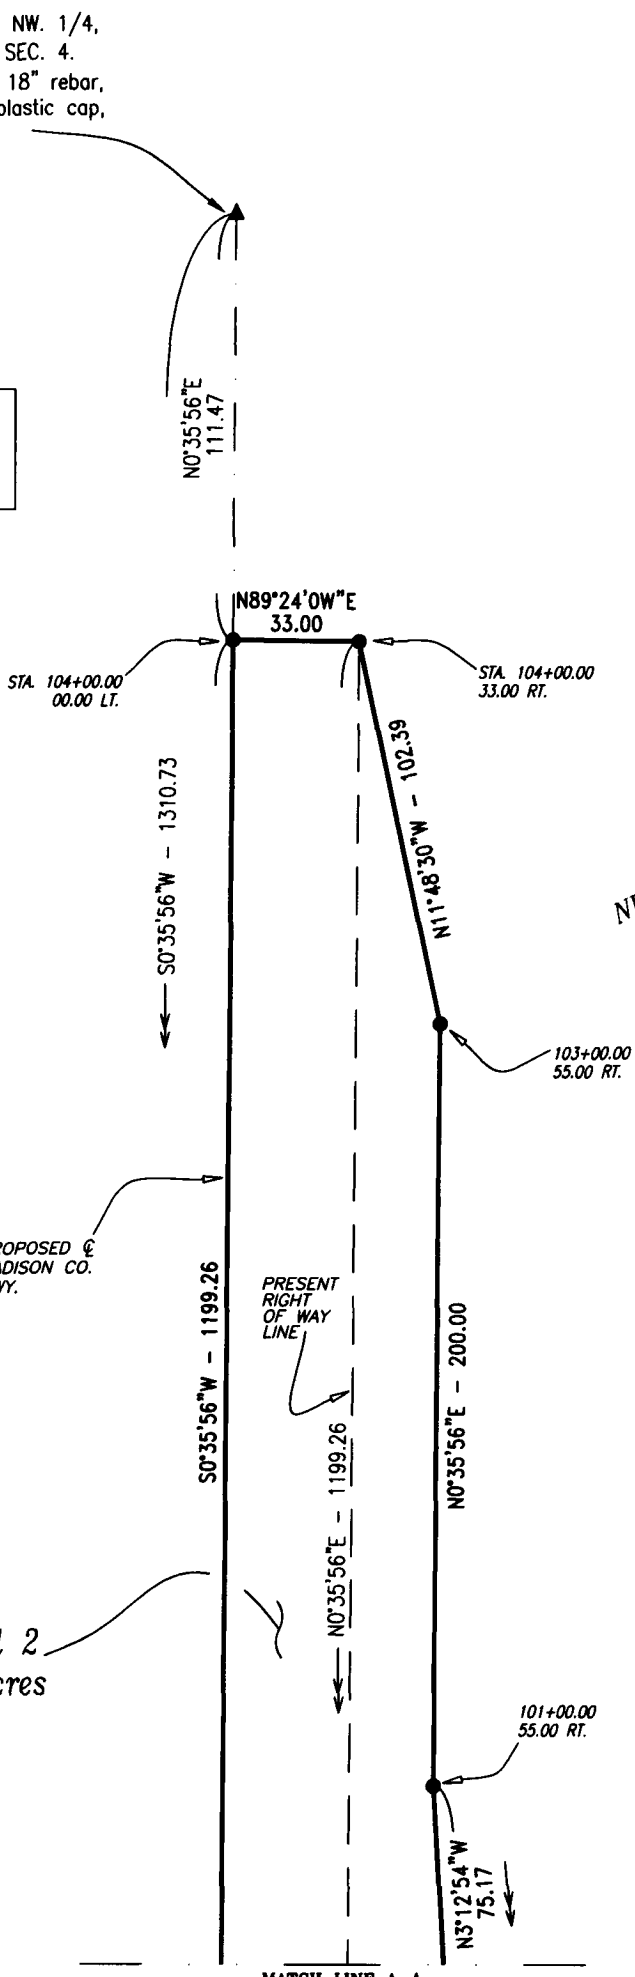 NW. 1/4,
SEC. 4.
18" rebar,
plastic cap,
N0°35'56"E
111.47
N89°24'0W"E
33.00
STA. 104+00.00
00.00 LT.
STA. 104+00.00
33.00 RT.
N11°48'30"W - 102.39
S0°35'56"W - 1310.73
103+00.00
55.00 RT.
ROPOSED ℄
ADISON CO.
WY.
S0°35'56"W - 1199.26
PRESENT
RIGHT
OF WAY
LINE
N0°35'56"E - 200.00
N0°35'56"E - 1199.26
2
cres
101+00.00
55.00 RT.
N3°12'54"W
75.17
MATCH LINE A-A